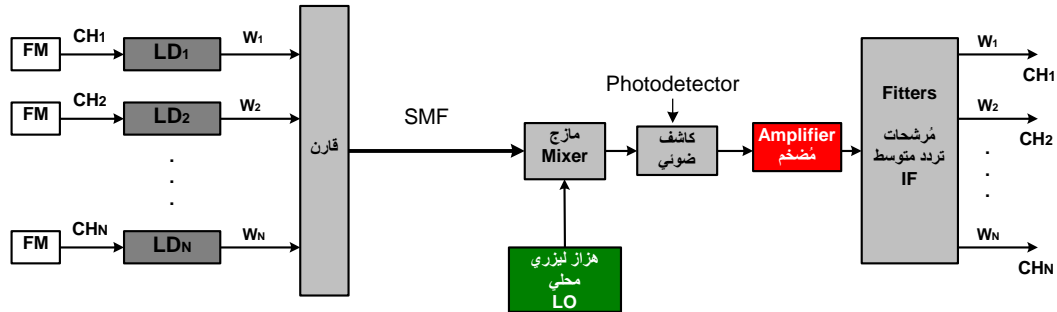 FM
CH1
LD1
W1
FM
CH2
LD2
W2
.
.
.
FM
CHN
LDN
WN
قارن
SMF
مازج
Mixer
هزاز ليزري
محلي
LO
Photodetector
كاشف
ضوئي
Amplifier
مُضخم
Fitters
مُرشحات
تردد متوسط
IF
W1
CH1
W2
CH2
.
.
.
WN
CHN